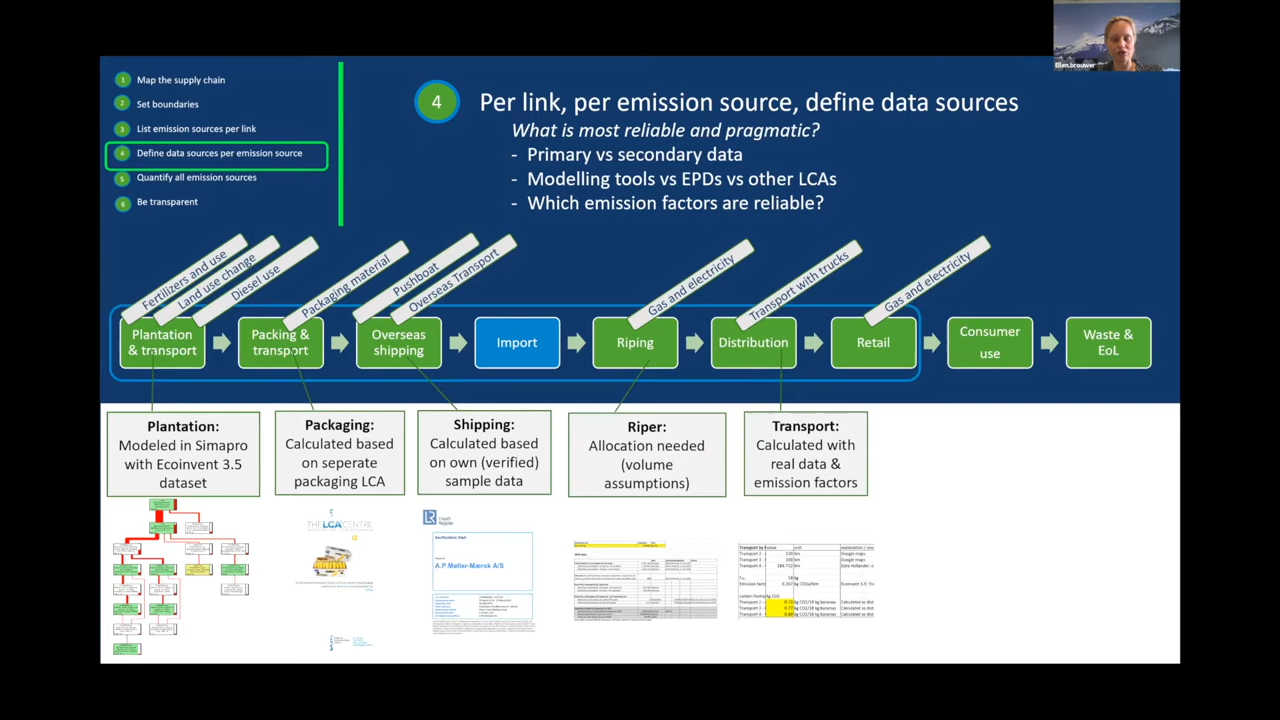 Ellen.brouwer
1 Map the supply chain
2 Set boundaries
3 List emission sources per link
4 Define data sources per emission source
5 Quantify all emission sources
6 Be transparent
4 Per link, per emission source, define data sources
What is most reliable and pragmatic?
- Primary vs secondary data
- Modelling tools vs EPDs vs other LCAs
- Which emission factors are reliable?
Fertilizers and use
Land use change
Diesel use
Packaging material
Pushboat
Overseas Transport
Gas and electricity
Transport with trucks
Gas and electricity
Plantation
& transport
Packing &
transport
Overseas
shipping
Import
Riping
Distribution
Retail
Consumer
use
Waste &
EoL
Plantation:
Modeled in Simapro
with Ecoinvent 3.5
dataset
Packaging:
Calculated based
on seperate
packaging LCA
Shipping:
Calculated based
on own (verified)
sample data
Riper:
Allocation needed
(volume
assumptions)
Transport:
Calculated with
real data &
emission factors
THE LCA CENTRE
Lloyd's
Register
Verification Visit
A.P.Møller-Mærsk A/S